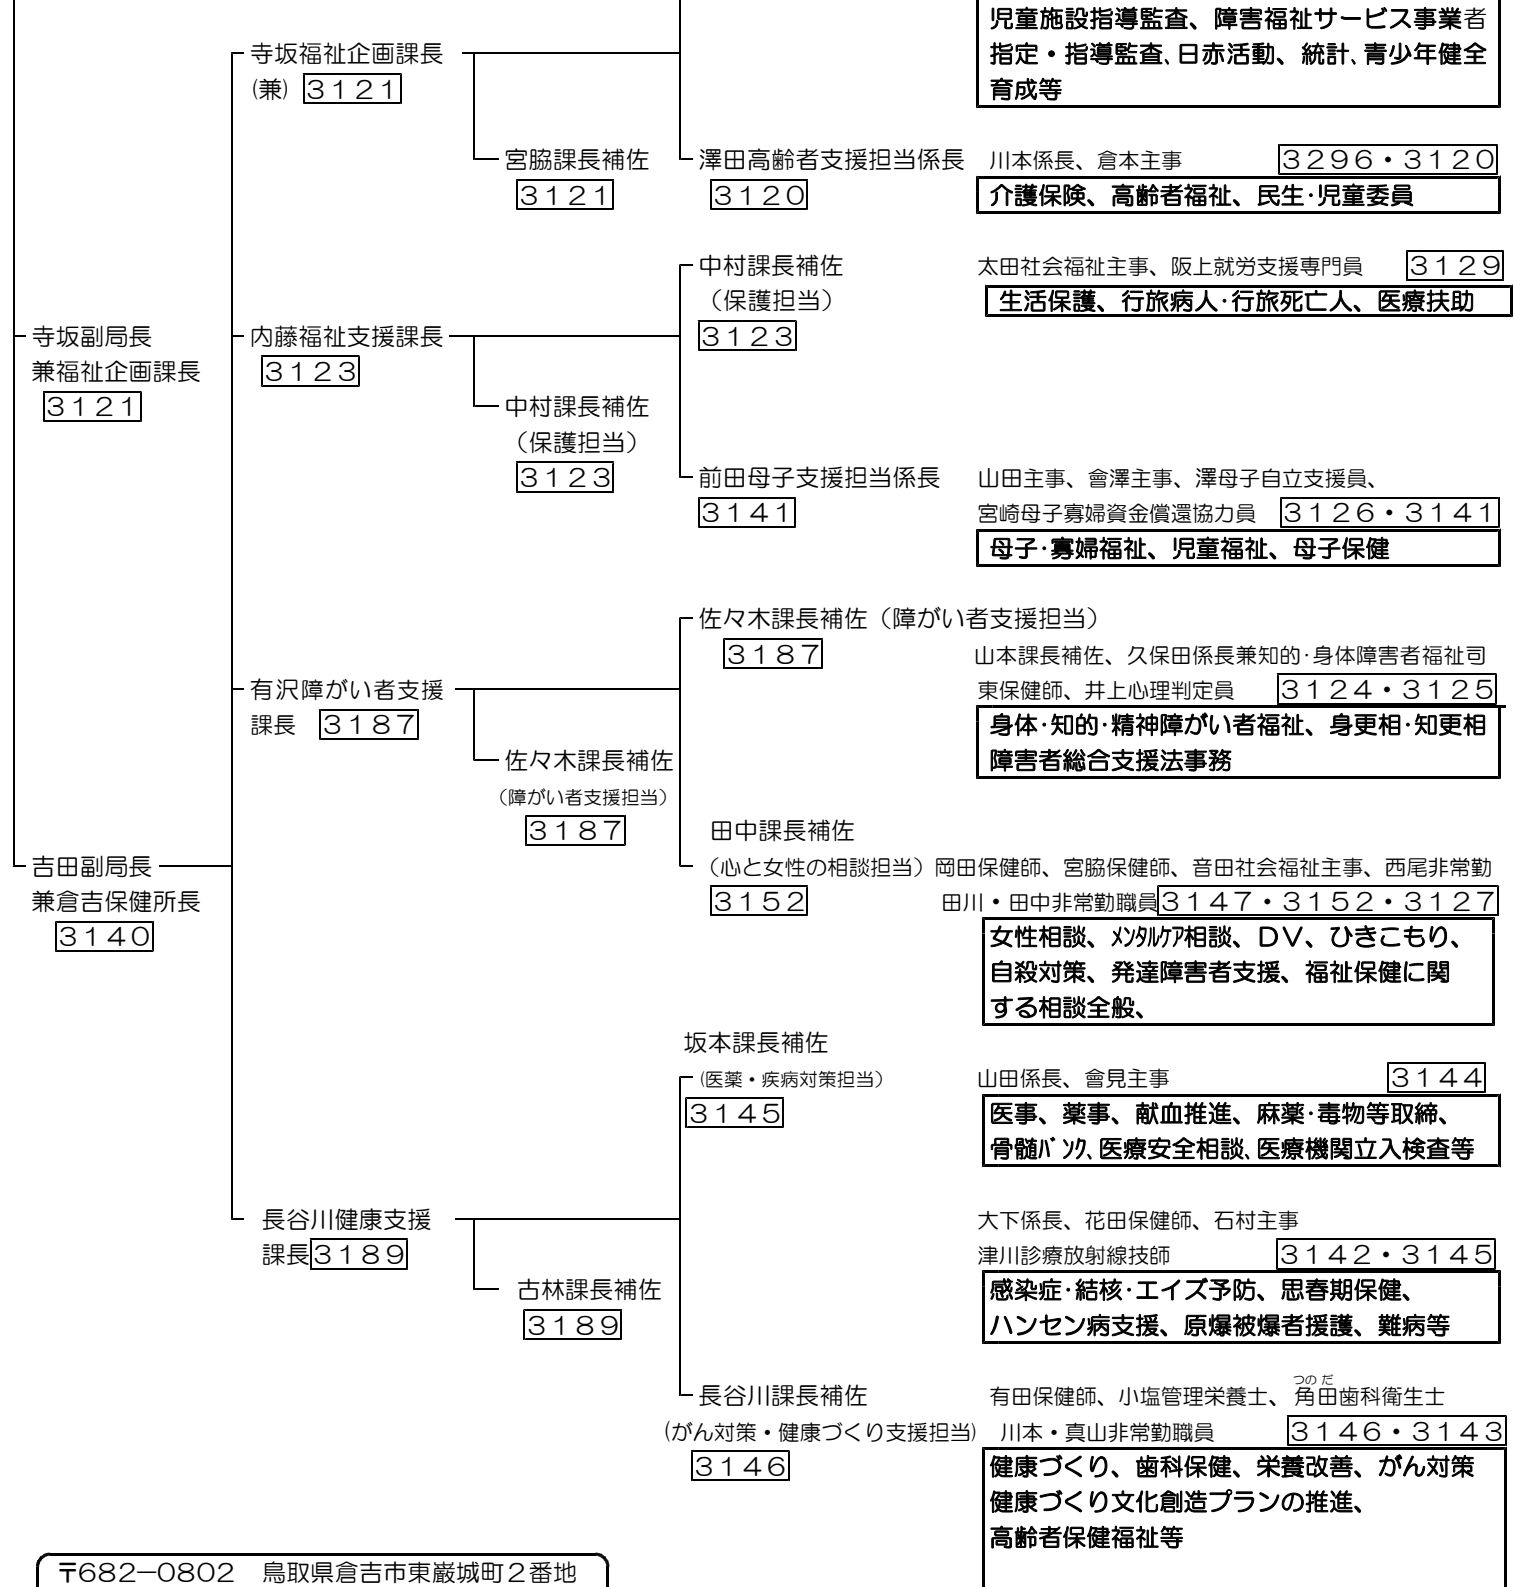 児童施設指導監査、障害福祉サービス事業者
指定・指導監査、日赤活動、統計、青少年健全
育成等
寺坂福祉企画課長
(兼) 3121
宮脇課長補佐
3121
澤田高齢者支援担当係長
3120
川本係長、倉本主事 3296・3120
介護保険、高齢者福祉、民生・児童委員
中村課長補佐
（保護担当）
3123
太田社会福祉主事、阪上就労支援専門員 3129
生活保護、行旅病人・行旅死亡人、医療扶助
寺坂副局長
兼福祉企画課長
3121
内藤福祉支援課長
3123
中村課長補佐
（保護担当）
3123
前田母子支援担当係長
3141
山田主事、會澤主事、澤母子自立支援員、
宮崎母子寡婦資金償還協力員 3126・3141
母子・寡婦福祉、児童福祉、母子保健
佐々木課長補佐（障がい者支援担当）
3187
山本課長補佐、久保田係長兼知的・身体障害者福祉司
東保健師、井上心理判定員 3124・3125
身体・知的・精神障がい者福祉、身更相・知更相
障害者総合支援法事務
有沢障がい者支援
課長 3187
佐々木課長補佐
（障がい者支援担当）
3187
田中課長補佐
（心と女性の相談担当）
3152
岡田保健師、宮脇保健師、音田社会福祉主事、西尾非常勤
田川・田中非常勤職員 3147・3152・3127
女性相談、メンタルケア相談、DV、ひきこもり、
自殺対策、発達障害者支援、福祉保健に関
する相談全般、
吉田副局長
兼倉吉保健所長
3140
坂本課長補佐
（医薬・疾病対策担当）
3145
山田係長、會見主事 3144
医事、薬事、献血推進、麻薬・毒物等取締、
骨髄バンク、医療安全相談、医療機関立入検査等
長谷川健康支援
課長 3189
古林課長補佐
3189
大下係長、花田保健師、石村主事
津川診療放射線技師 3142・3145
感染症・結核・エイズ予防、思春期保健、
ハンセン病支援、原爆被爆者援護、難病等
長谷川課長補佐
（がん対策・健康づくり支援担当）
3146
つの だ
有田保健師、小塩管理栄養士、角田歯科衛生士
川本・真山非常勤職員 3146・3143
健康づくり、歯科保健、栄養改善、がん対策
健康づくり文化創造プランの推進、
高齢者保健福祉等
〒682－0802 鳥取県倉吉市東巌城町２番地